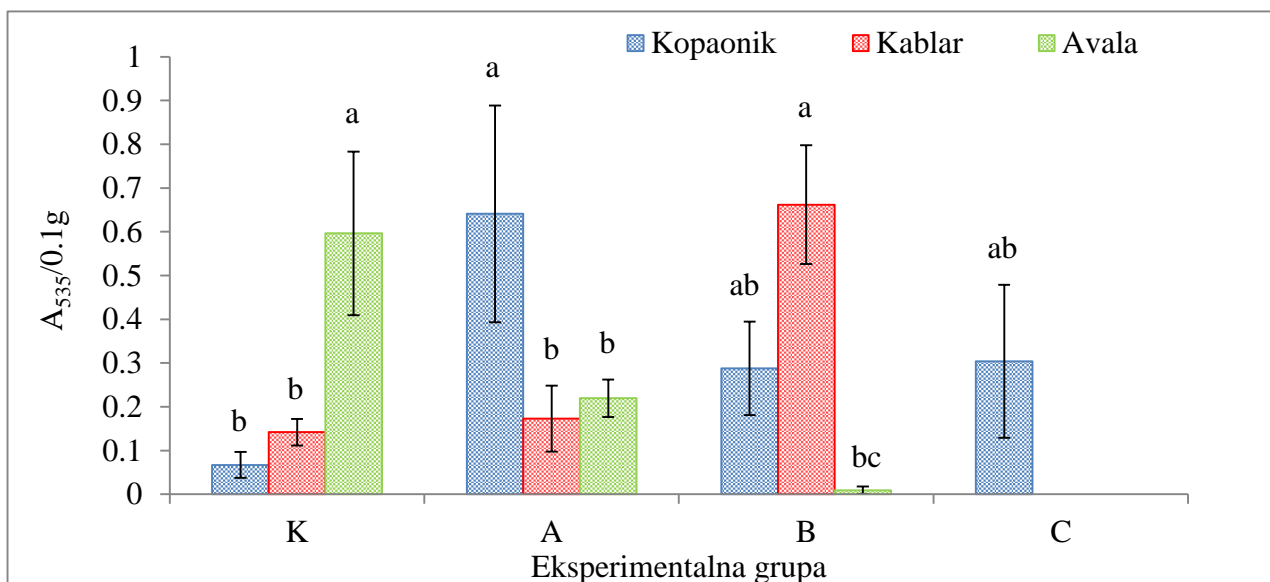 Kopaonik Kablar Avala
1
0.9
0.8
0.7
0.6
0.5
0.4
0.3
0.2
0.1
0
A535/0.1g
b b a
a b b
ab a bc
ab
K A B C
Eksperimentalna grupa